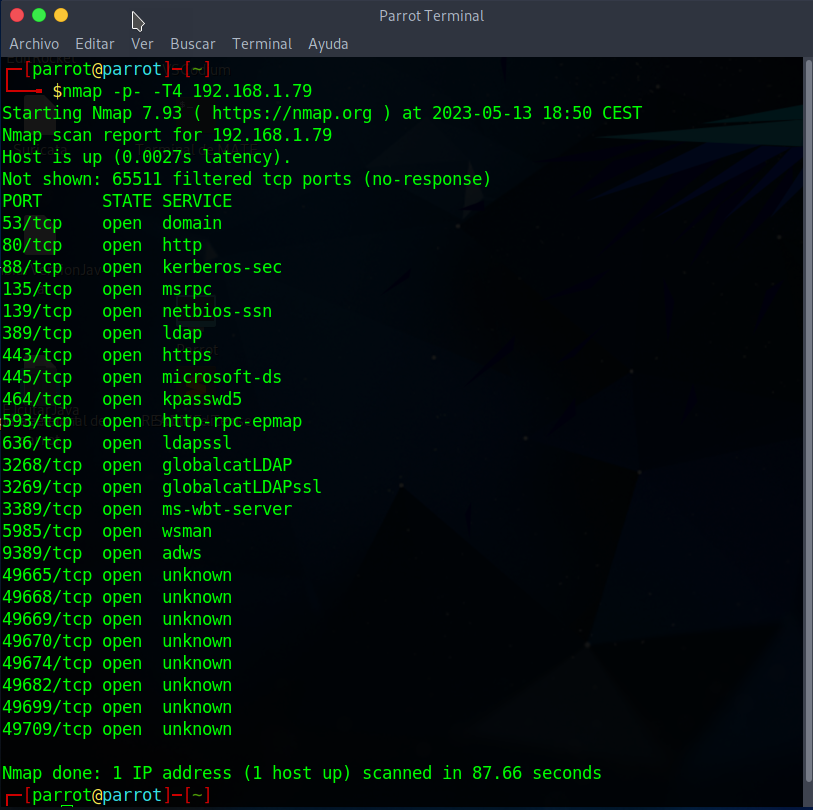 Parrot Terminal
Archivo Editar Ver Buscar Terminal Ayuda
┌─[parrot@parrot]─[~]
└──╼ $nmap -p- -T4 192.168.1.79
Starting Nmap 7.93 ( https://nmap.org ) at 2023-05-13 18:50 CEST
Nmap scan report for 192.168.1.79
Host is up (0.0027s latency).
Not shown: 65511 filtered tcp ports (no-response)
PORT      STATE SERVICE
53/tcp    open  domain
80/tcp    open  http
88/tcp    open  kerberos-sec
135/tcp   open  msrpc
139/tcp   open  netbios-ssn
389/tcp   open  ldap
443/tcp   open  https
445/tcp   open  microsoft-ds
464/tcp   open  kpasswd5
593/tcp   open  http-rpc-epmap
636/tcp   open  ldapssl
3268/tcp  open  globalcatLDAP
3269/tcp  open  globalcatLDAPssl
3389/tcp  open  ms-wbt-server
5985/tcp  open  wsman
9389/tcp  open  adws
49665/tcp open  unknown
49668/tcp open  unknown
49669/tcp open  unknown
49670/tcp open  unknown
49674/tcp open  unknown
49682/tcp open  unknown
49699/tcp open  unknown
49709/tcp open  unknown
Nmap done: 1 IP address (1 host up) scanned in 87.66 seconds
┌─[parrot@parrot]─[~]